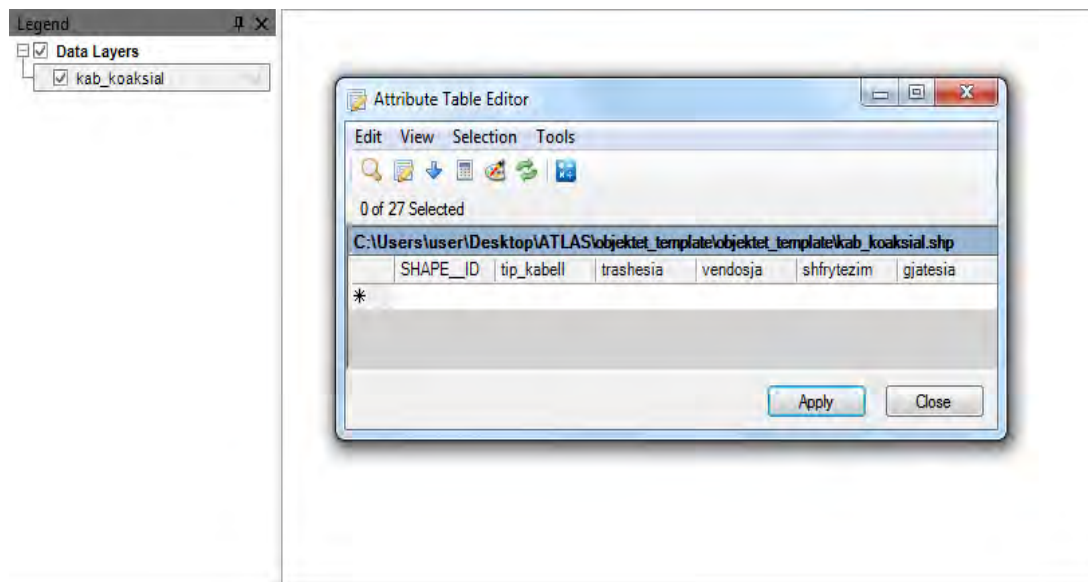 Legend
Data Layers
kab_koaksial
Attribute Table Editor
Edit View Selection Tools
0 of 27 Selected
C:\Users\user\Desktop\ATLAS\objektet_template\objektet_template\kab_koaksial.shp
SHAPE__ID tip_kabell trashesia vendosja shfrytezim gjatesia
Apply Close